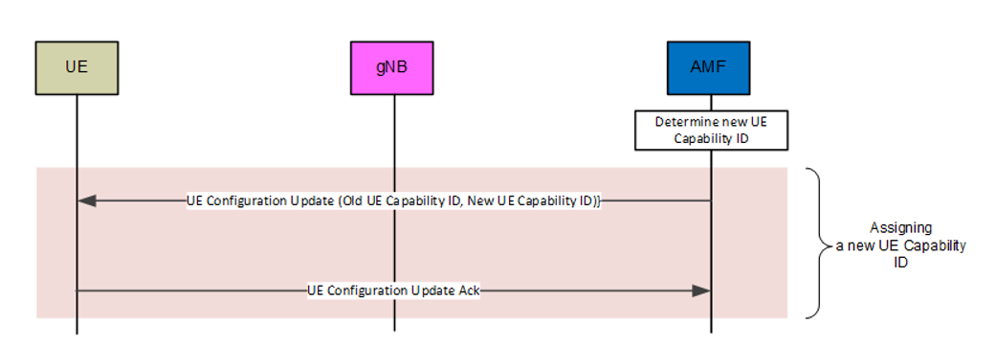 UE
gNB
AMF
Determine new UE
Capability ID
UE Configuration Update (Old UE Capability ID, New UE Capability ID)}
Assigning
a new UE Capability
ID
UE Configuration Update Ack